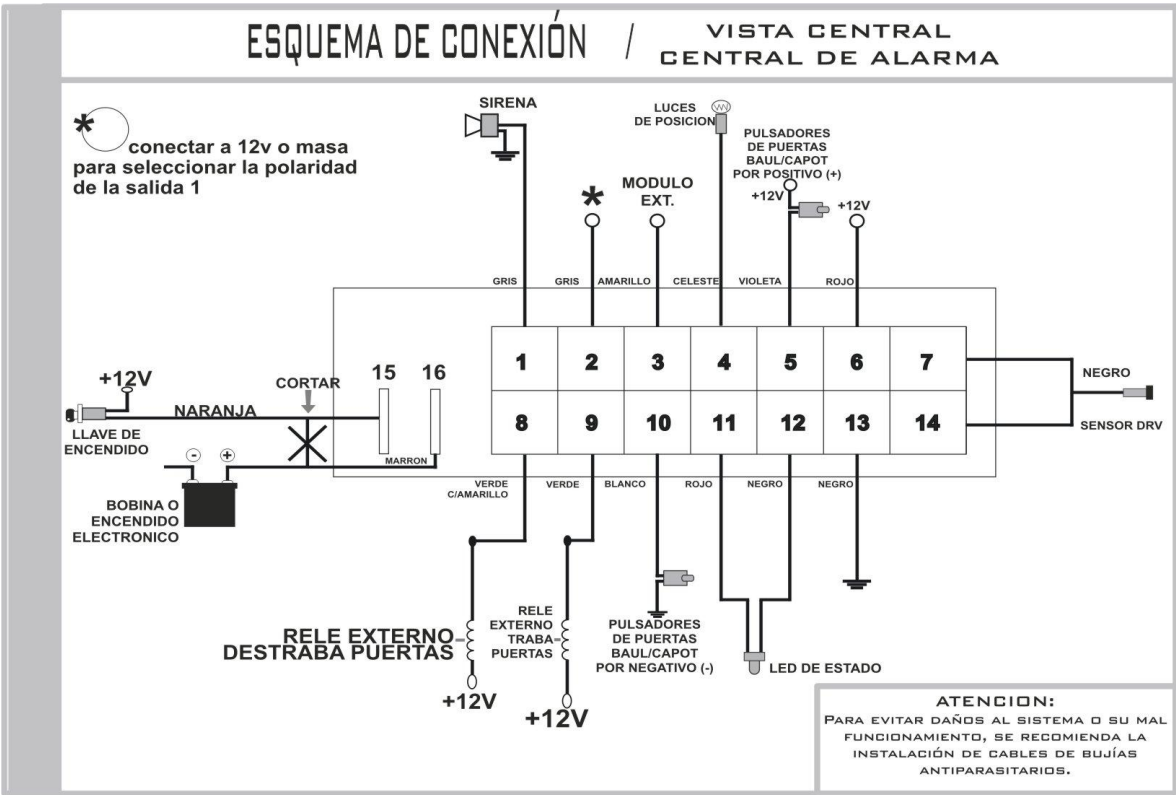 ESQUEMA DE CONEXIÓN / VISTA CENTRAL
CENTRAL DE ALARMA
*
conectar a 12v o masa
para seleccionar la polaridad
de la salida 1
SIRENA
LUCES
DE POSICION
PULSADORES
DE PUERTAS
BAUL/CAPOT
POR POSITIVO (+)
*
MODULO
EXT.
+12V
+12V
GRIS
GRIS
AMARILLO
CELESTE
VIOLETA
ROJO
1 2 3 4 5 6 7
8 9 10 11 12 13 14
15 16
+12V
CORTAR
NARANJA
LLAVE DE
ENCENDIDO
- +
MARRON
BOBINA O
ENCENDIDO
ELECTRONICO
NEGRO
SENSOR DRV
VERDE
C/AMARILLO
VERDE
BLANCO
ROJO
NEGRO
NEGRO
RELE EXTERNO
DESTRABA PUERTAS
+12V
RELE
EXTERNO
TRABA
PUERTAS
+12V
PULSADORES
DE PUERTAS
BAUL/CAPOT
POR NEGATIVO (-)
LED DE ESTADO
ATENCION:
PARA EVITAR DAÑOS AL SISTEMA O SU MAL
FUNCIONAMIENTO, SE RECOMIENDA LA
INSTALACIÓN DE CABLES DE BUJÍAS
ANTIPARASITARIOS.